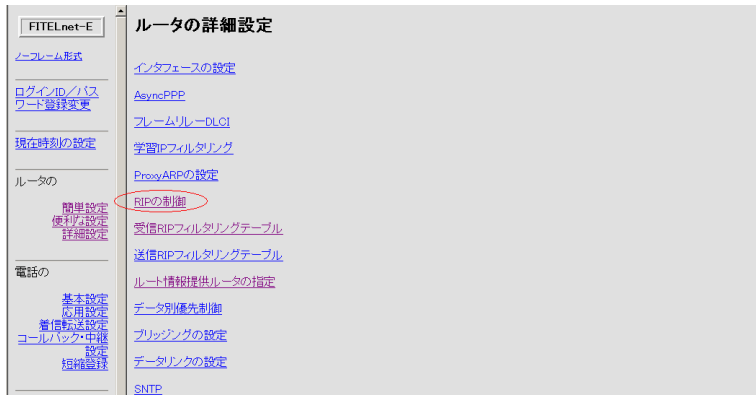 FITELnet-E
ノーフレーム形式
ログインID／パス
ワード登録変更
現在時刻の設定
ルータの
簡単設定
便利な設定
詳細設定
電話の
基本設定
応用設定
着信転送設定
コールバック・中継
設定
短縮登録
ルータの詳細設定
インタフェースの設定
AsyncPPP
フレームリレーDLCI
学習IPフィルタリング
ProxyARPの設定
RIPの制御
受信RIPフィルタリングテーブル
送信RIPフィルタリングテーブル
ルート情報提供ルータの指定
データ別優先制御
ブリッジングの設定
データリンクの設定
SNTP